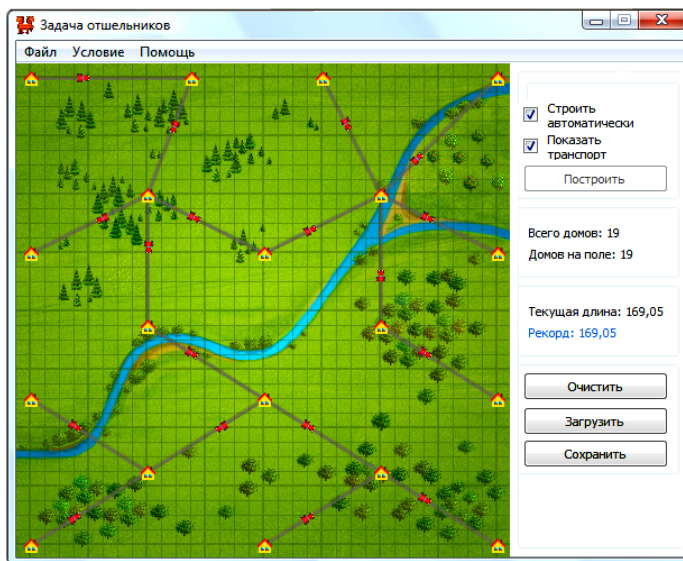 Задача отшельников
Файл Условие Помощь
Строить
автоматически
Показать
транспорт
Построить
Всего домов: 19
Домов на поле: 19
Текущая длина: 169,05
Рекорд: 169,05
Очистить
Загрузить
Сохранить